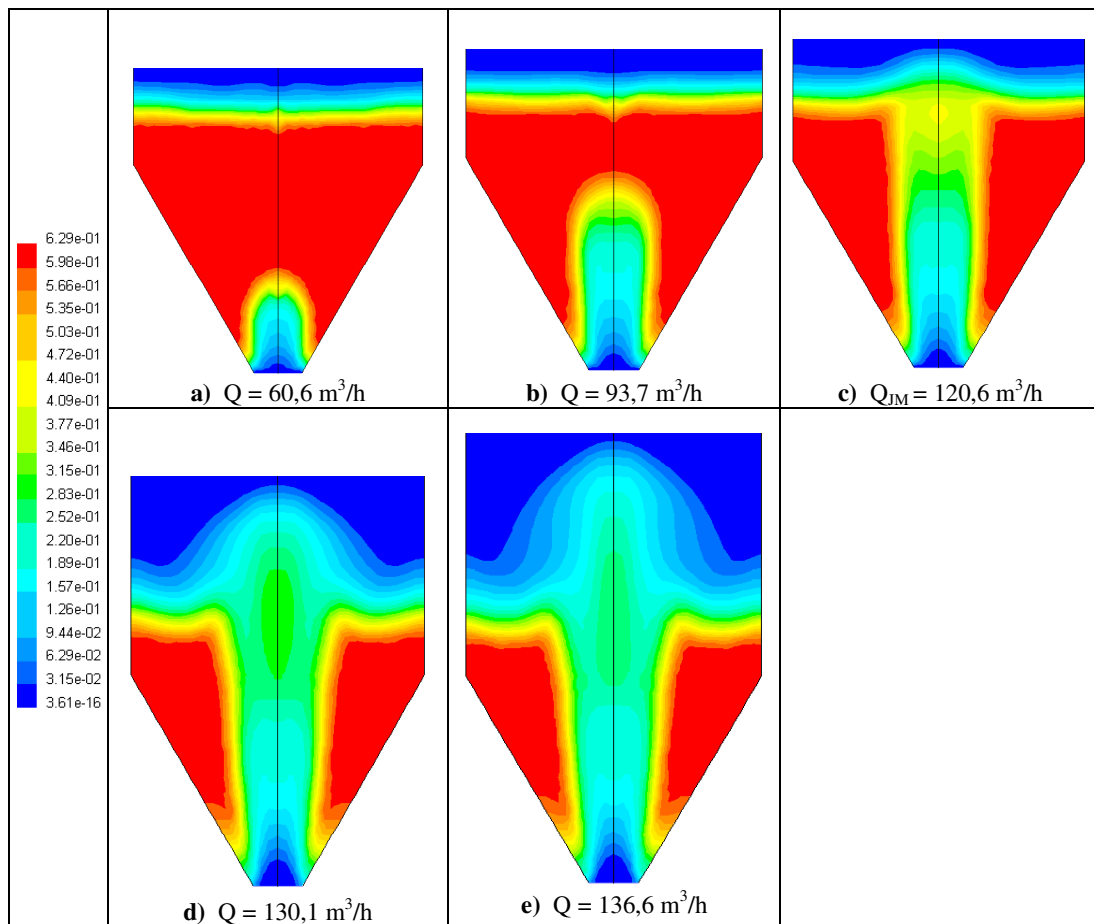 6.29e-01
5.98e-01
5.66e-01
5.35e-01
5.03e-01
4.72e-01
4.40e-01
4.09e-01
3.77e-01
3.46e-01
3.15e-01
2.83e-01
2.52e-01
2.20e-01
1.89e-01
1.57e-01
1.26e-01
9.44e-02
6.29e-02
3.15e-02
3.61e-16
a) Q = 60,6 m³/h
b) Q = 93,7 m³/h
c) Q_JM = 120,6 m³/h
d) Q = 130,1 m³/h
e) Q = 136,6 m³/h